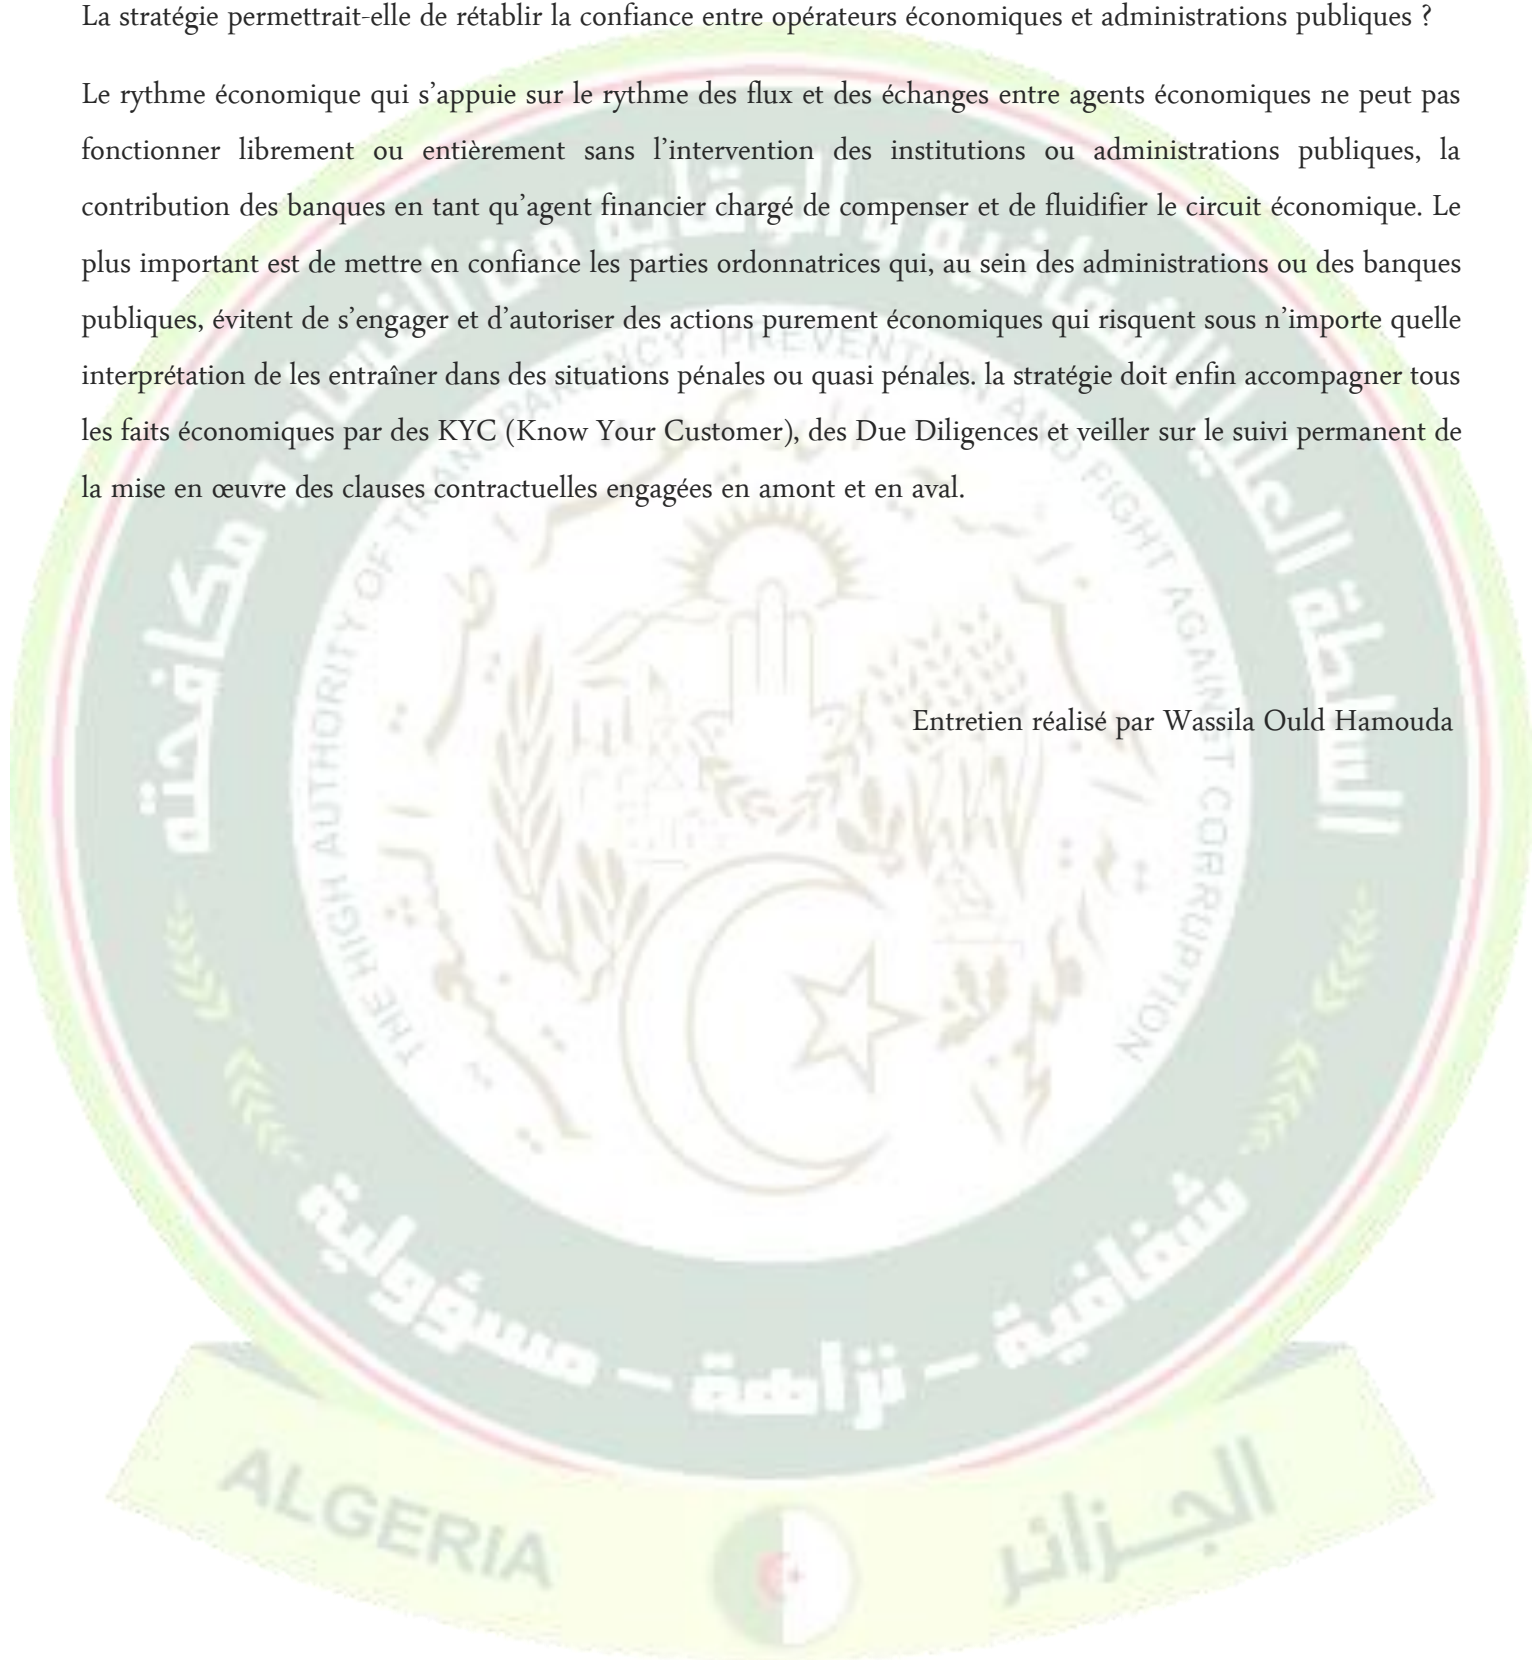 La stratégie permettrait-elle de rétablir la confiance entre opérateurs économiques et administrations publiques ?
Le rythme économique qui s’appuie sur le rythme des flux et des échanges entre agents économiques ne peut pas
fonctionner librement ou entièrement sans l’intervention des institutions ou administrations publiques, la
contribution des banques en tant qu’agent financier chargé de compenser et de fluidifier le circuit économique. Le
plus important est de mettre en confiance les parties ordonnatrices qui, au sein des administrations ou des banques
publiques, évitent de s’engager et d’autoriser des actions purement économiques qui risquent sous n’importe quelle
interprétation de les entraîner dans des situations pénales ou quasi pénales. la stratégie doit enfin accompagner tous
les faits économiques par des KYC (Know Your Customer), des Due Diligences et veiller sur le suivi permanent de
la mise en œuvre des clauses contractuelles engagées en amont et en aval.
Entretien réalisé par Wassila Ould Hamouda
السلطة العليا للشفافية و الوقاية من الفساد و مكافحته
THE HIGH AUTHORITY OF TRANSPARENCY, PREVENTION AND FIGHT AGAINST CORRUPTION
شفافية – نزاهة – مسؤولية
ALGERIA
الجزائر